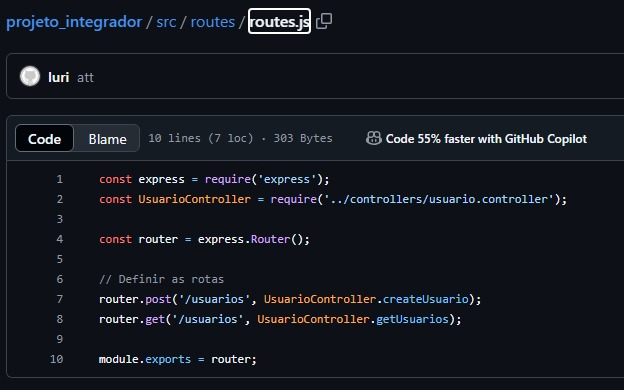 projeto_integrador / src / routes / routes.js
luri att
Code Blame 10 lines (7 loc) · 303 Bytes Code 55% faster with GitHub Copilot
1 const express = require('express');
2 const UsuarioController = require('../controllers/usuario.controller');
3
4 const router = express.Router();
5
6 // Definir as rotas
7 router.post('/usuarios', UsuarioController.createUsuario);
8 router.get('/usuarios', UsuarioController.getUsuarios);
9
10 module.exports = router;